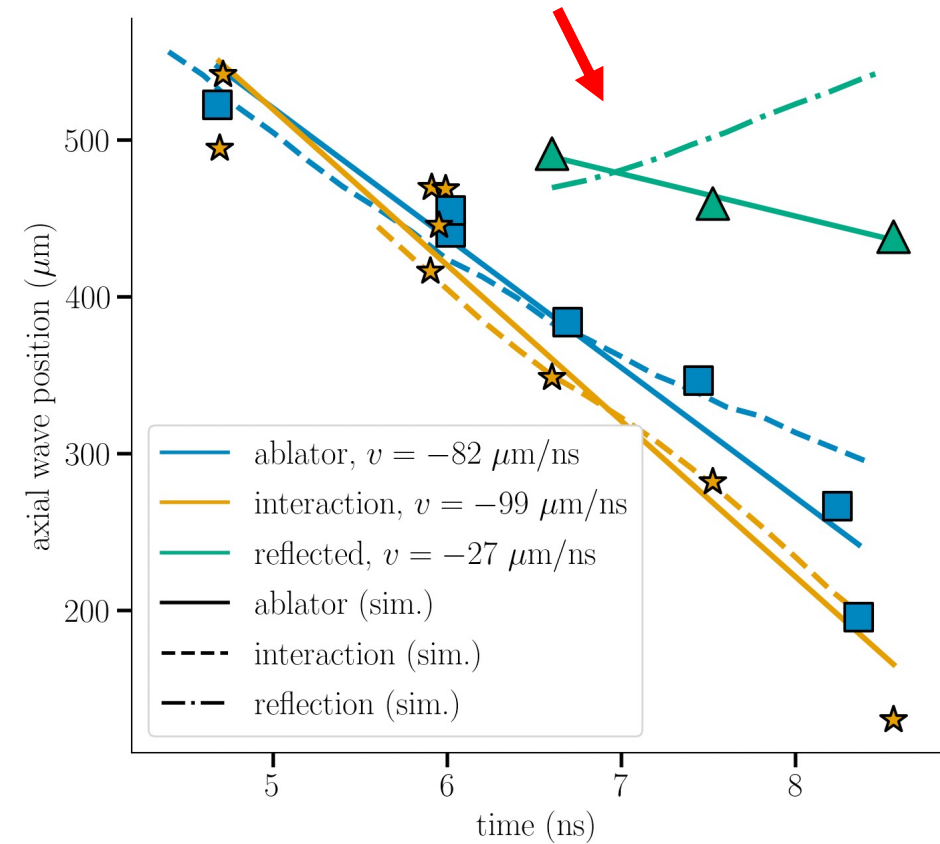 500
400
300
200
axial wave position (μm)
ablator, v = −82 μm/ns
interaction, v = −99 μm/ns
reflected, v = −27 μm/ns
ablator (sim.)
interaction (sim.)
reflection (sim.)
5 6 7 8
time (ns)